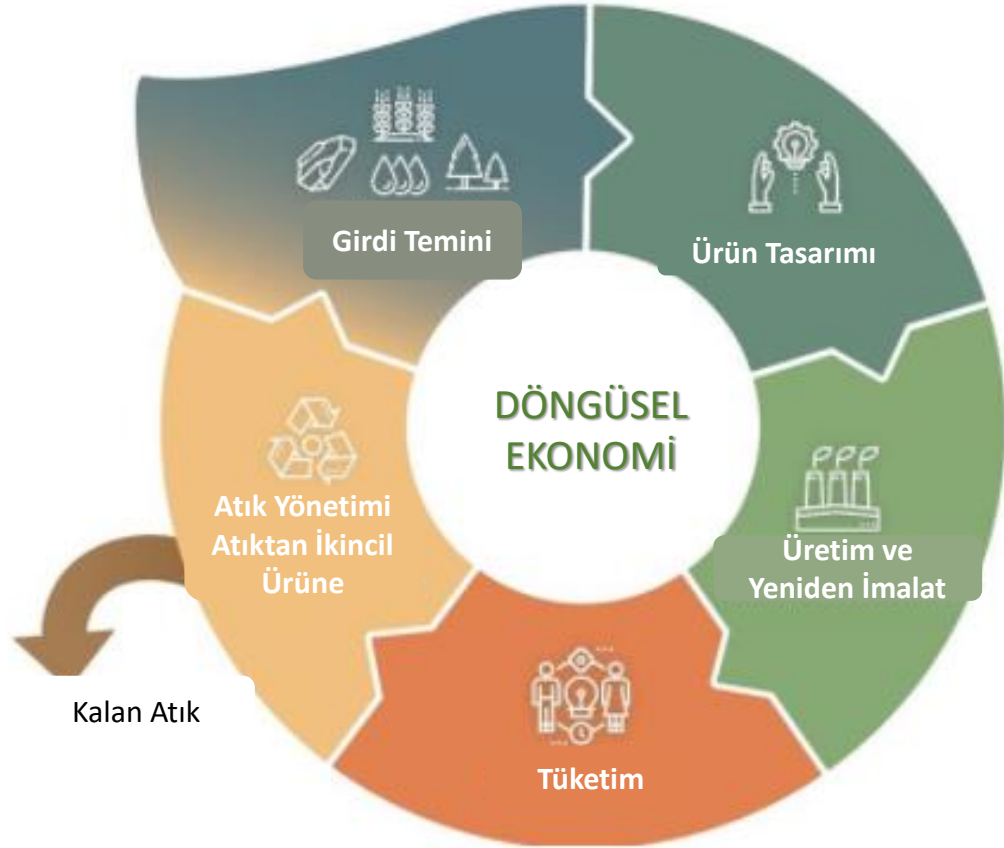 Girdi Temini
Ürün Tasarımı
DÖNGÜSEL
EKONOMİ
Üretim ve
Yeniden İmalat
Tüketim
Atık Yönetimi
Atıktan İkincil
Ürüne
Kalan Atık